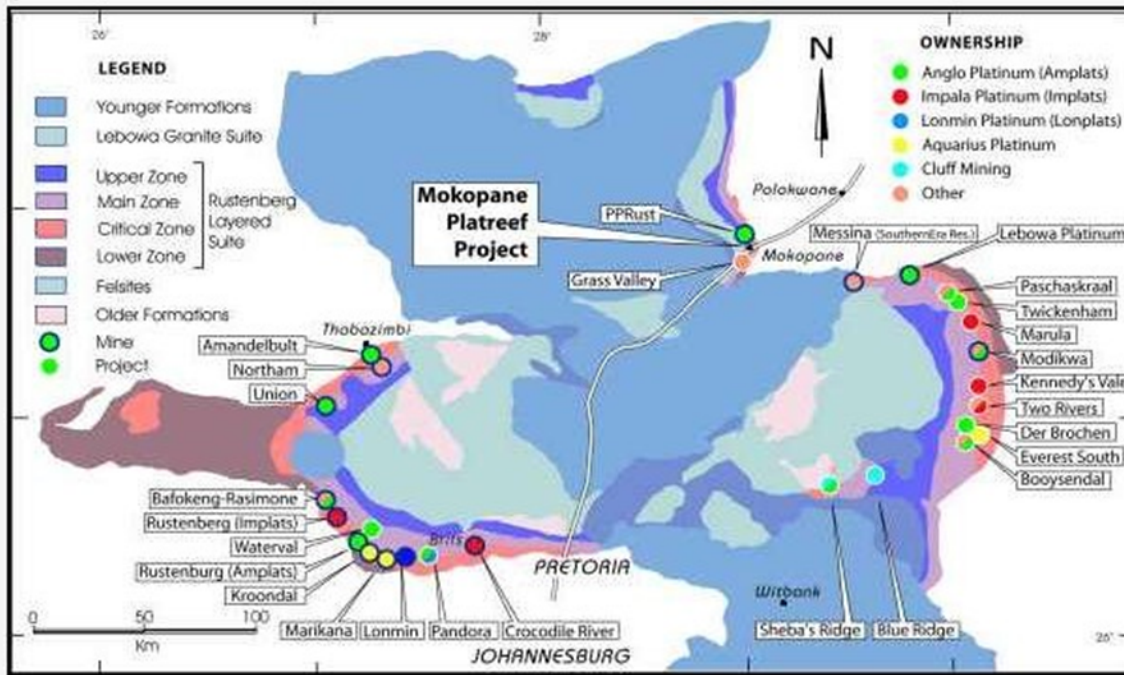 26°
28°
LEGEND
Younger Formations
Lebowa Granite Suite
Upper Zone
Main Zone
Critical Zone
Lower Zone
Rustenberg
Layered
Suite
Felsites
Older Formations
Mine
Project
N
OWNERSHIP
Anglo Platinum (Amplats)
Impala Platinum (Implats)
Lonmin Platinum (Lonplats)
Aquarius Platinum
Cluff Mining
Other
Mokopane
Platreef
Project
Polokwane
PPRust
Mokopane
Grass Valley
Messina (SouthernEra Res.)
Lebowa Platinum
Paschaskraal
Twickenham
Marula
Modikwa
Kennedy's Vale
Two Rivers
Der Brochen
Everest South
Booysendal
Thabazimbi
Amandelbult
Northam
Union
Bafokeng-Rasimone
Rustenberg (Implats)
Waterval
Rustenburg (Amplats)
Kroondal
Brits
Marikana
Lonmin
Pandora
Crocodile River
PRETORIA
JOHANNESBURG
Witbank
Sheba's Ridge
Blue Ridge
0 50 100
Km
26°